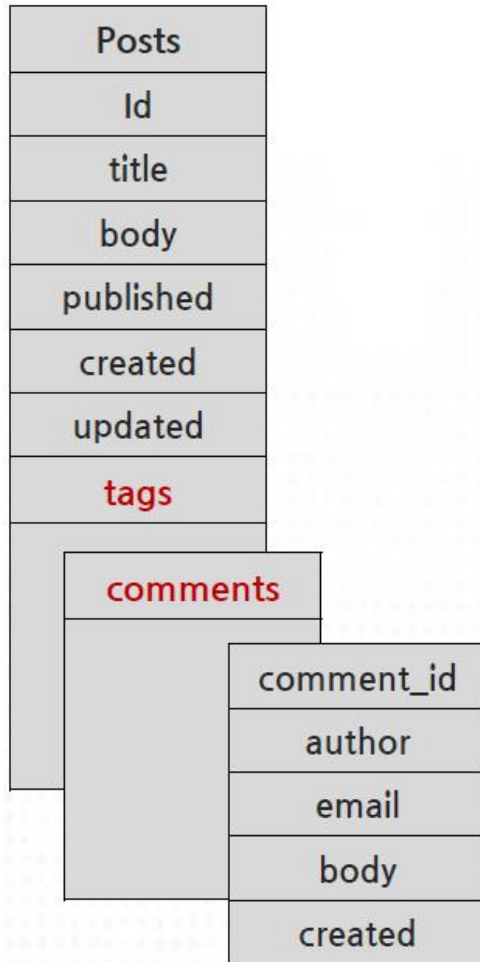 Posts
Id
title
body
published
created
updated
tags
comments
comment_id
author
email
body
created